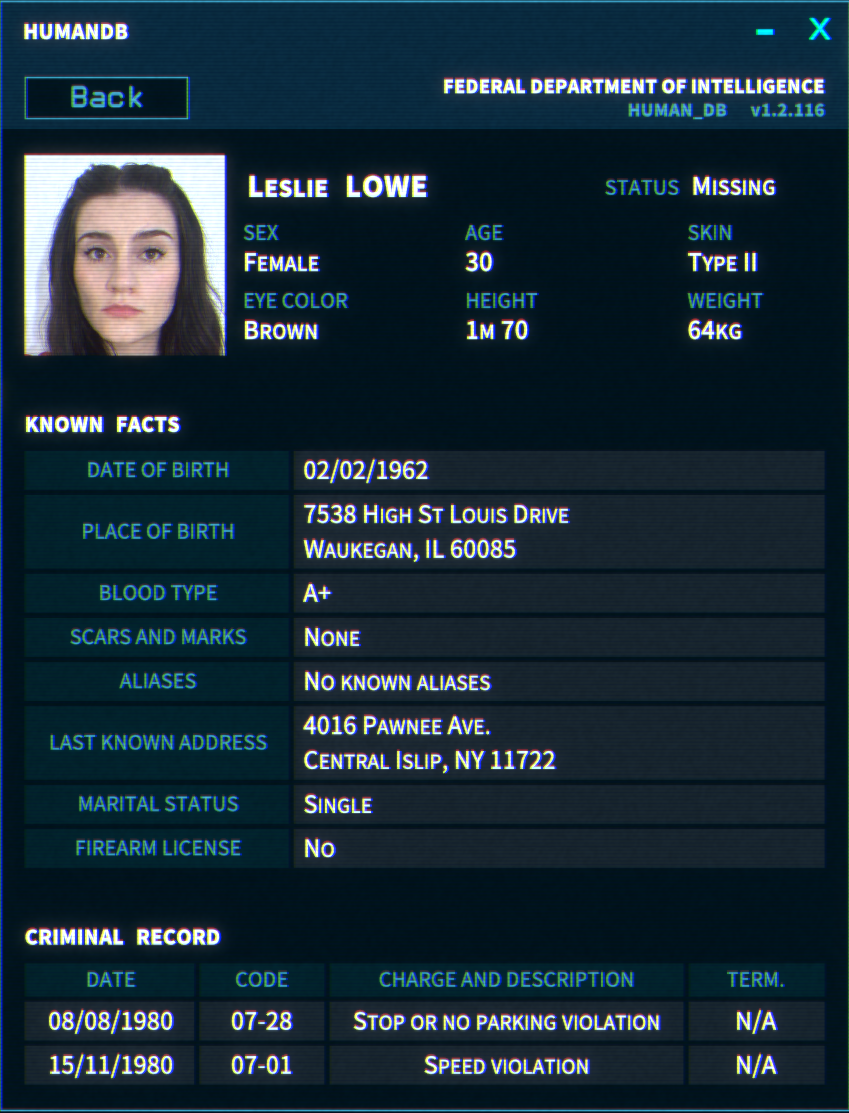 HUMANDB
– X
Back
FEDERAL DEPARTMENT OF INTELLIGENCE
HUMAN_DB v1.2.116
Leslie LOWE
STATUS Missing
SEX AGE SKIN
Female 30 Type II
EYE COLOR HEIGHT WEIGHT
Brown 1m 70 64kg
KNOWN FACTS
DATE OF BIRTH 02/02/1962
PLACE OF BIRTH 7538 High St Louis Drive
Waukegan, IL 60085
BLOOD TYPE A+
SCARS AND MARKS None
ALIASES No known aliases
LAST KNOWN ADDRESS 4016 Pawnee Ave.
Central Islip, NY 11722
MARITAL STATUS Single
FIREARM LICENSE No
CRIMINAL RECORD
DATE CODE CHARGE AND DESCRIPTION TERM.
08/08/1980 07-28 Stop or no parking violation N/A
15/11/1980 07-01 Speed violation N/A